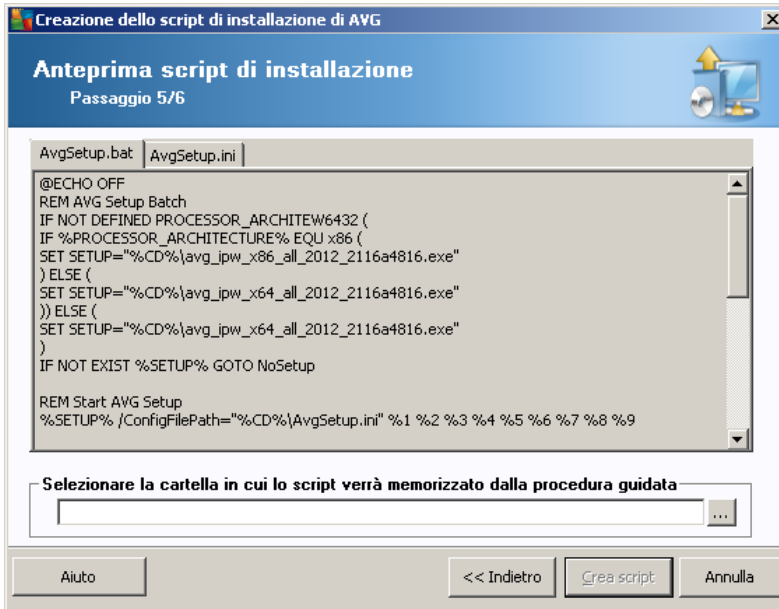 Creazione dello script di installazione di AVG
Anteprima script di installazione
Passaggio 5/6
AvgSetup.bat
AvgSetup.ini
@ECHO OFF
REM AVG Setup Batch
IF NOT DEFINED PROCESSOR_ARCHITEW6432 (
IF %PROCESSOR_ARCHITECTURE% EQU x86 (
SET SETUP="%CD%\avg_ipw_x86_all_2012_2116a4816.exe"
) ELSE (
SET SETUP="%CD%\avg_ipw_x64_all_2012_2116a4816.exe"
)) ELSE (
SET SETUP="%CD%\avg_ipw_x64_all_2012_2116a4816.exe"
)
IF NOT EXIST %SETUP% GOTO NoSetup
REM Start AVG Setup
%SETUP% /ConfigFilePath="%CD%\AvgSetup.ini" %1 %2 %3 %4 %5 %6 %7 %8 %9
Selezionare la cartella in cui lo script verrà memorizzato dalla procedura guidata
...
Aiuto
<< Indietro
Crea script
Annulla